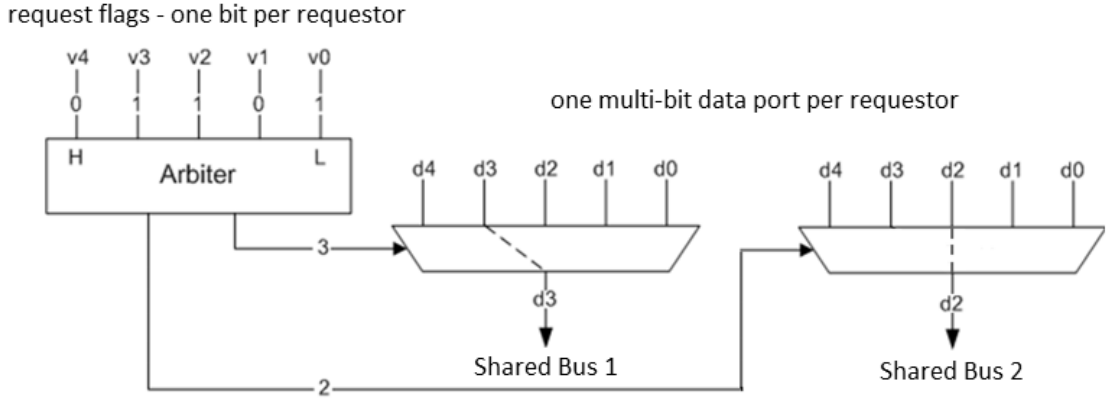 request flags - one bit per requestor
v4 v3 v2 v1 v0
0 1 1 0 1
one multi-bit data port per requestor
H L
Arbiter
d4 d3 d2 d1 d0
d4 d3 d2 d1 d0
3
d3
d2
Shared Bus 1
Shared Bus 2
2